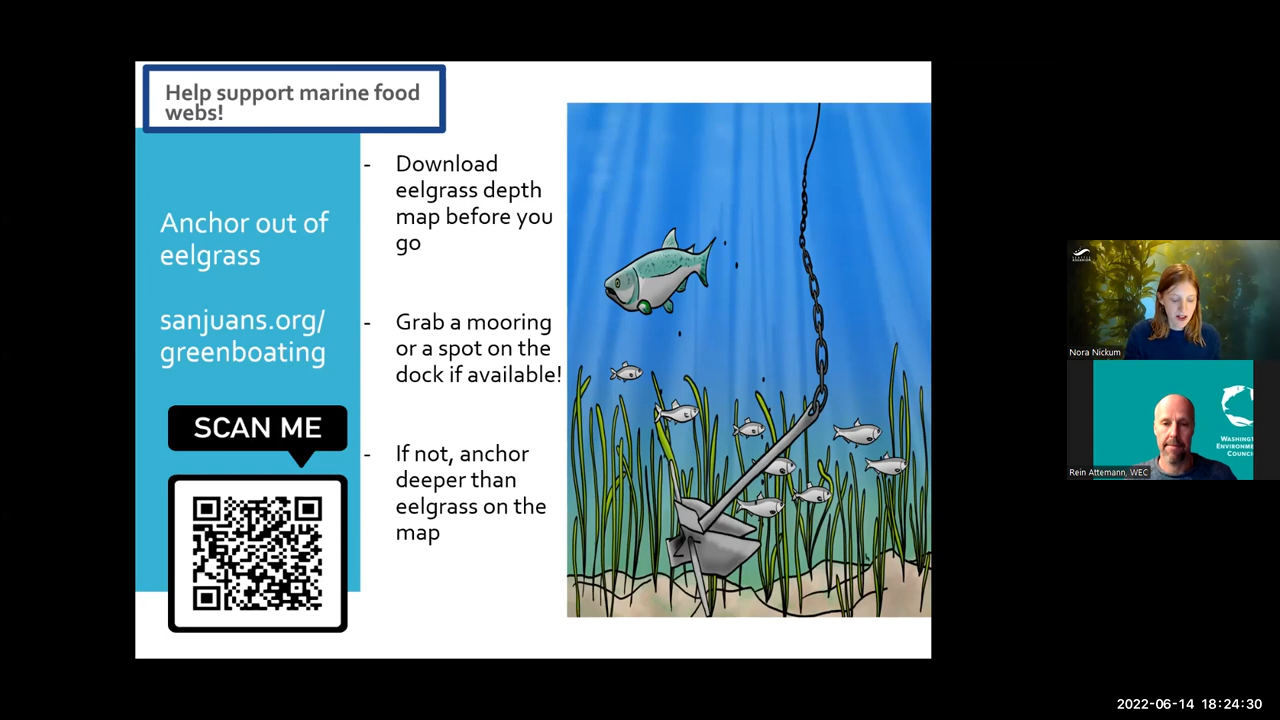 Help support marine food
webs!
Anchor out of
eelgrass
sanjuans.org/
greenboating
SCAN ME
- Download
eelgrass depth
map before you
go
- Grab a mooring
or a spot on the
dock if available!
- If not, anchor
deeper than
eelgrass on the
map
Nora Nickum
Rein Attemann, WEC
2022-06-14 18:24:30